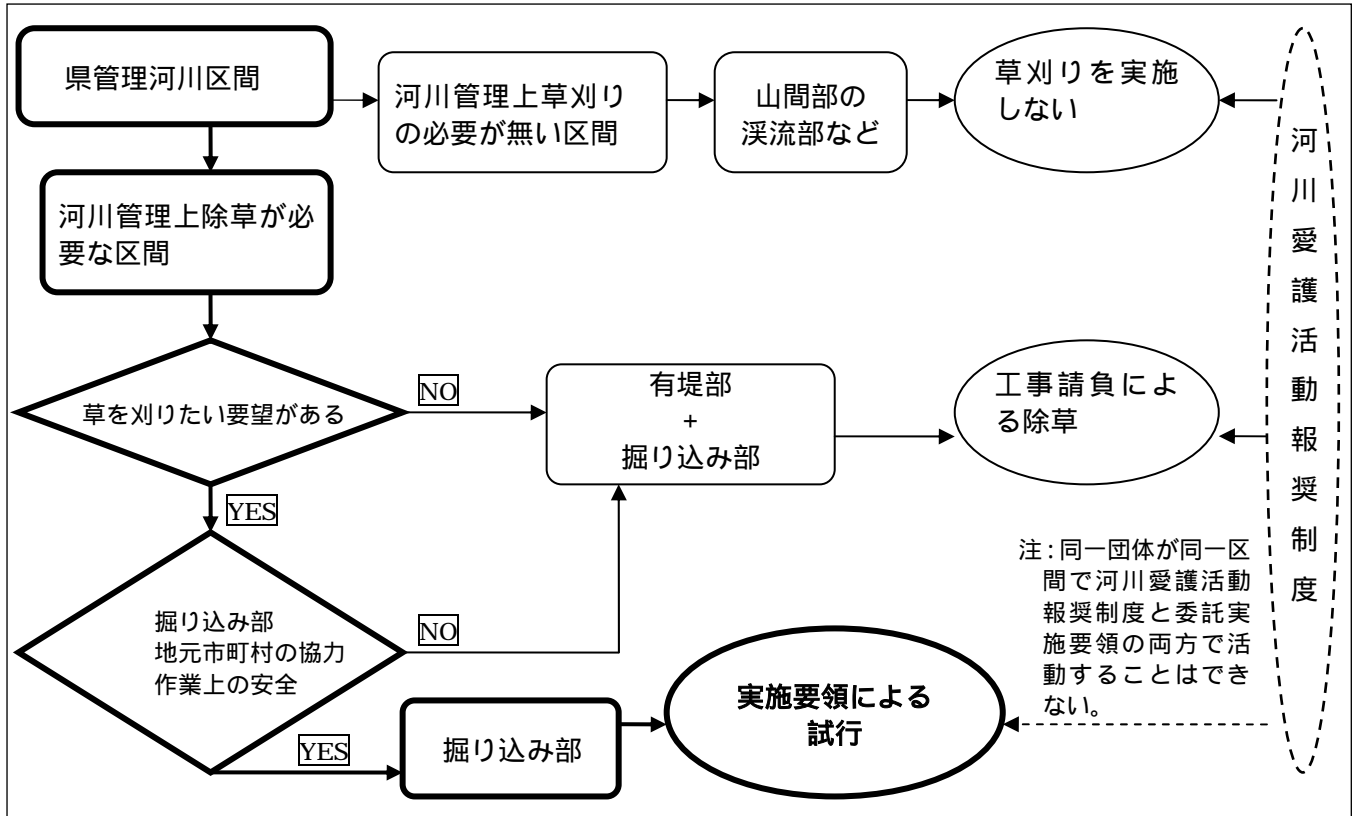 県管理河川区間
河川管理上草刈り
の必要が無い区間
山間部の
渓流部など
草刈りを実施
しない
河川管理上除草が必
要な区間
草を刈りたい要望がある
NO
有堤部
+
掘り込み部
工事請負によ
る除草
YES
掘り込み部
地元市町村の協力
作業上の安全
NO
YES
掘り込み部
実施要領による
試行
注:同一団体が同一区
間で河川愛護活動
報奨制度と委託実
施要領の両方で活
動することはでき
ない。
河川愛護活動報奨制度